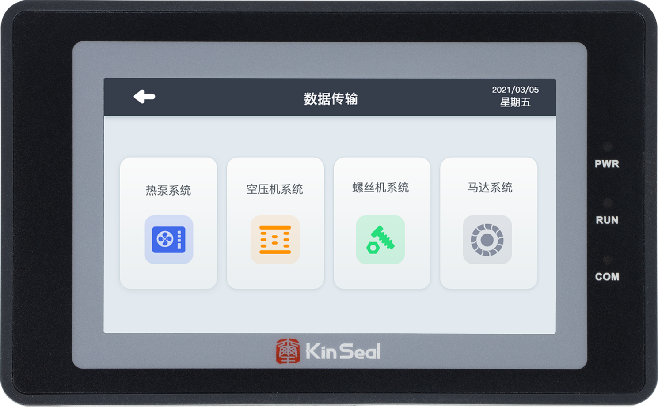 数据传输
2021/03/05
星期五
热泵系统
空压机系统
螺丝机系统
马达系统
PWR
RUN
COM
KinSeal